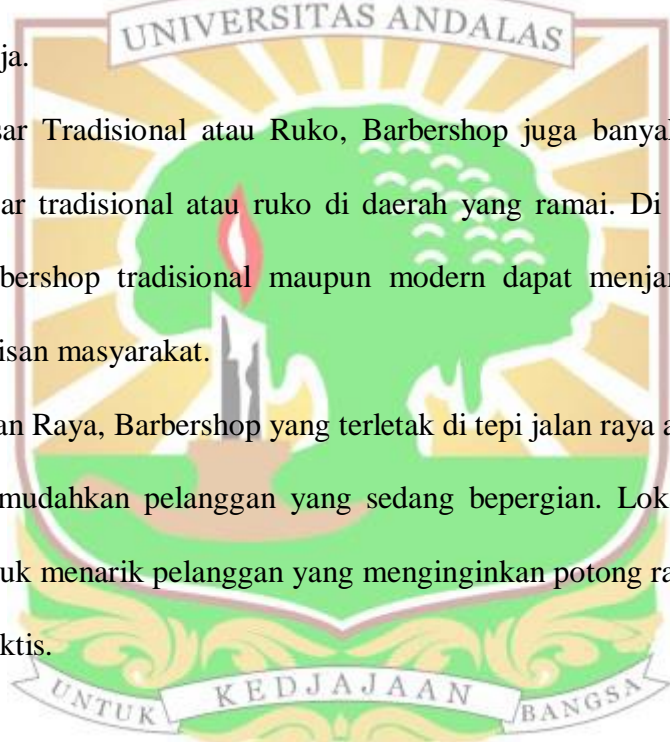 UNIVERSITAS ANDALAS
ja.
sar Tradisional atau Ruko, Barbershop juga banyak
ar tradisional atau ruko di daerah yang ramai. Di
bershop tradisional maupun modern dapat menja
isan masyarakat.
an Raya, Barbershop yang terletak di tepi jalan raya a
mudahkan pelanggan yang sedang bepergian. Lok
uk menarik pelanggan yang menginginkan potong ra
ktis.
UNTUK KEDJAJAAN BANGSA